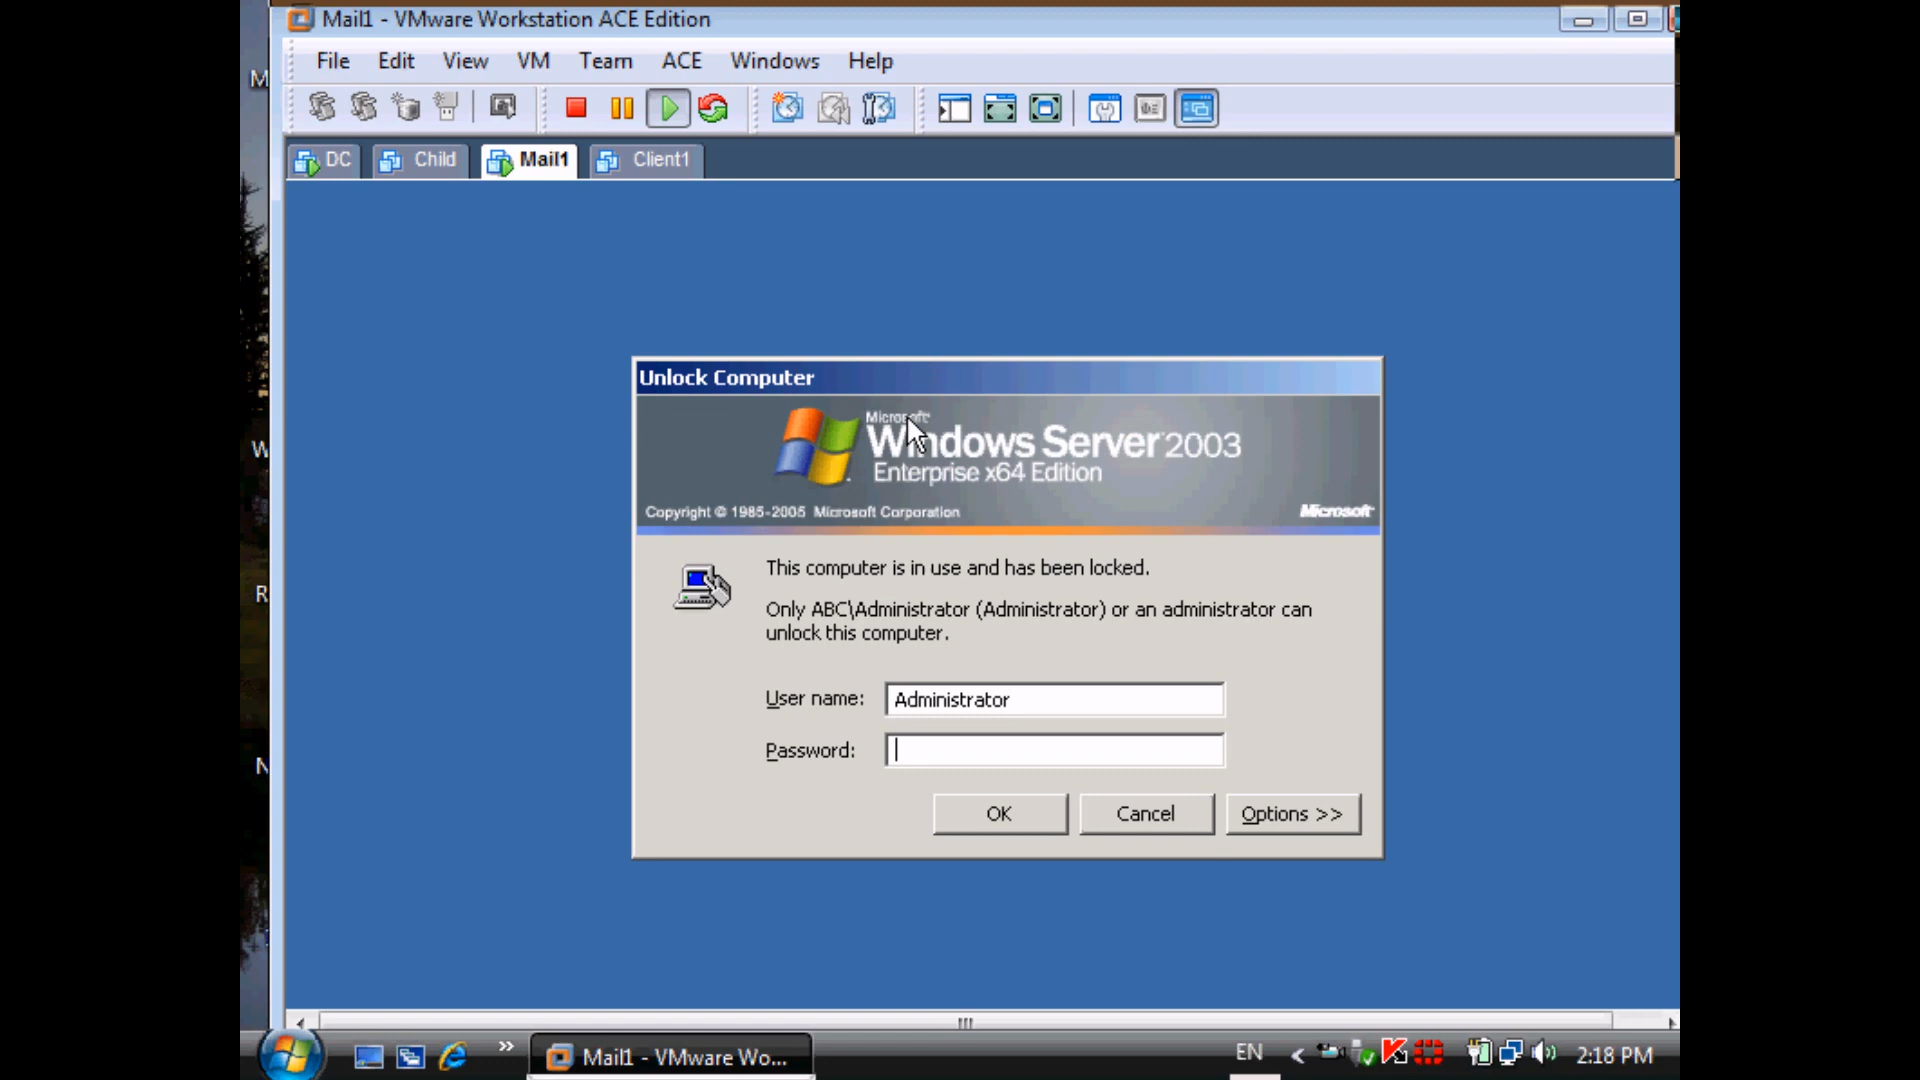 Mail1 - VMware Workstation ACE Edition
File Edit View VM Team ACE Windows Help
DC Child Mail1 Client1
M
W
R
N
Unlock Computer
Microsoft
Windows Server 2003
Enterprise x64 Edition
Copyright © 1985-2005 Microsoft Corporation Microsoft
This computer is in use and has been locked.
Only ABC\Administrator (Administrator) or an administrator can
unlock this computer.
User name: Administrator
Password:
OK Cancel Options >>
Mail1 - VMware Wo... EN 2:18 PM